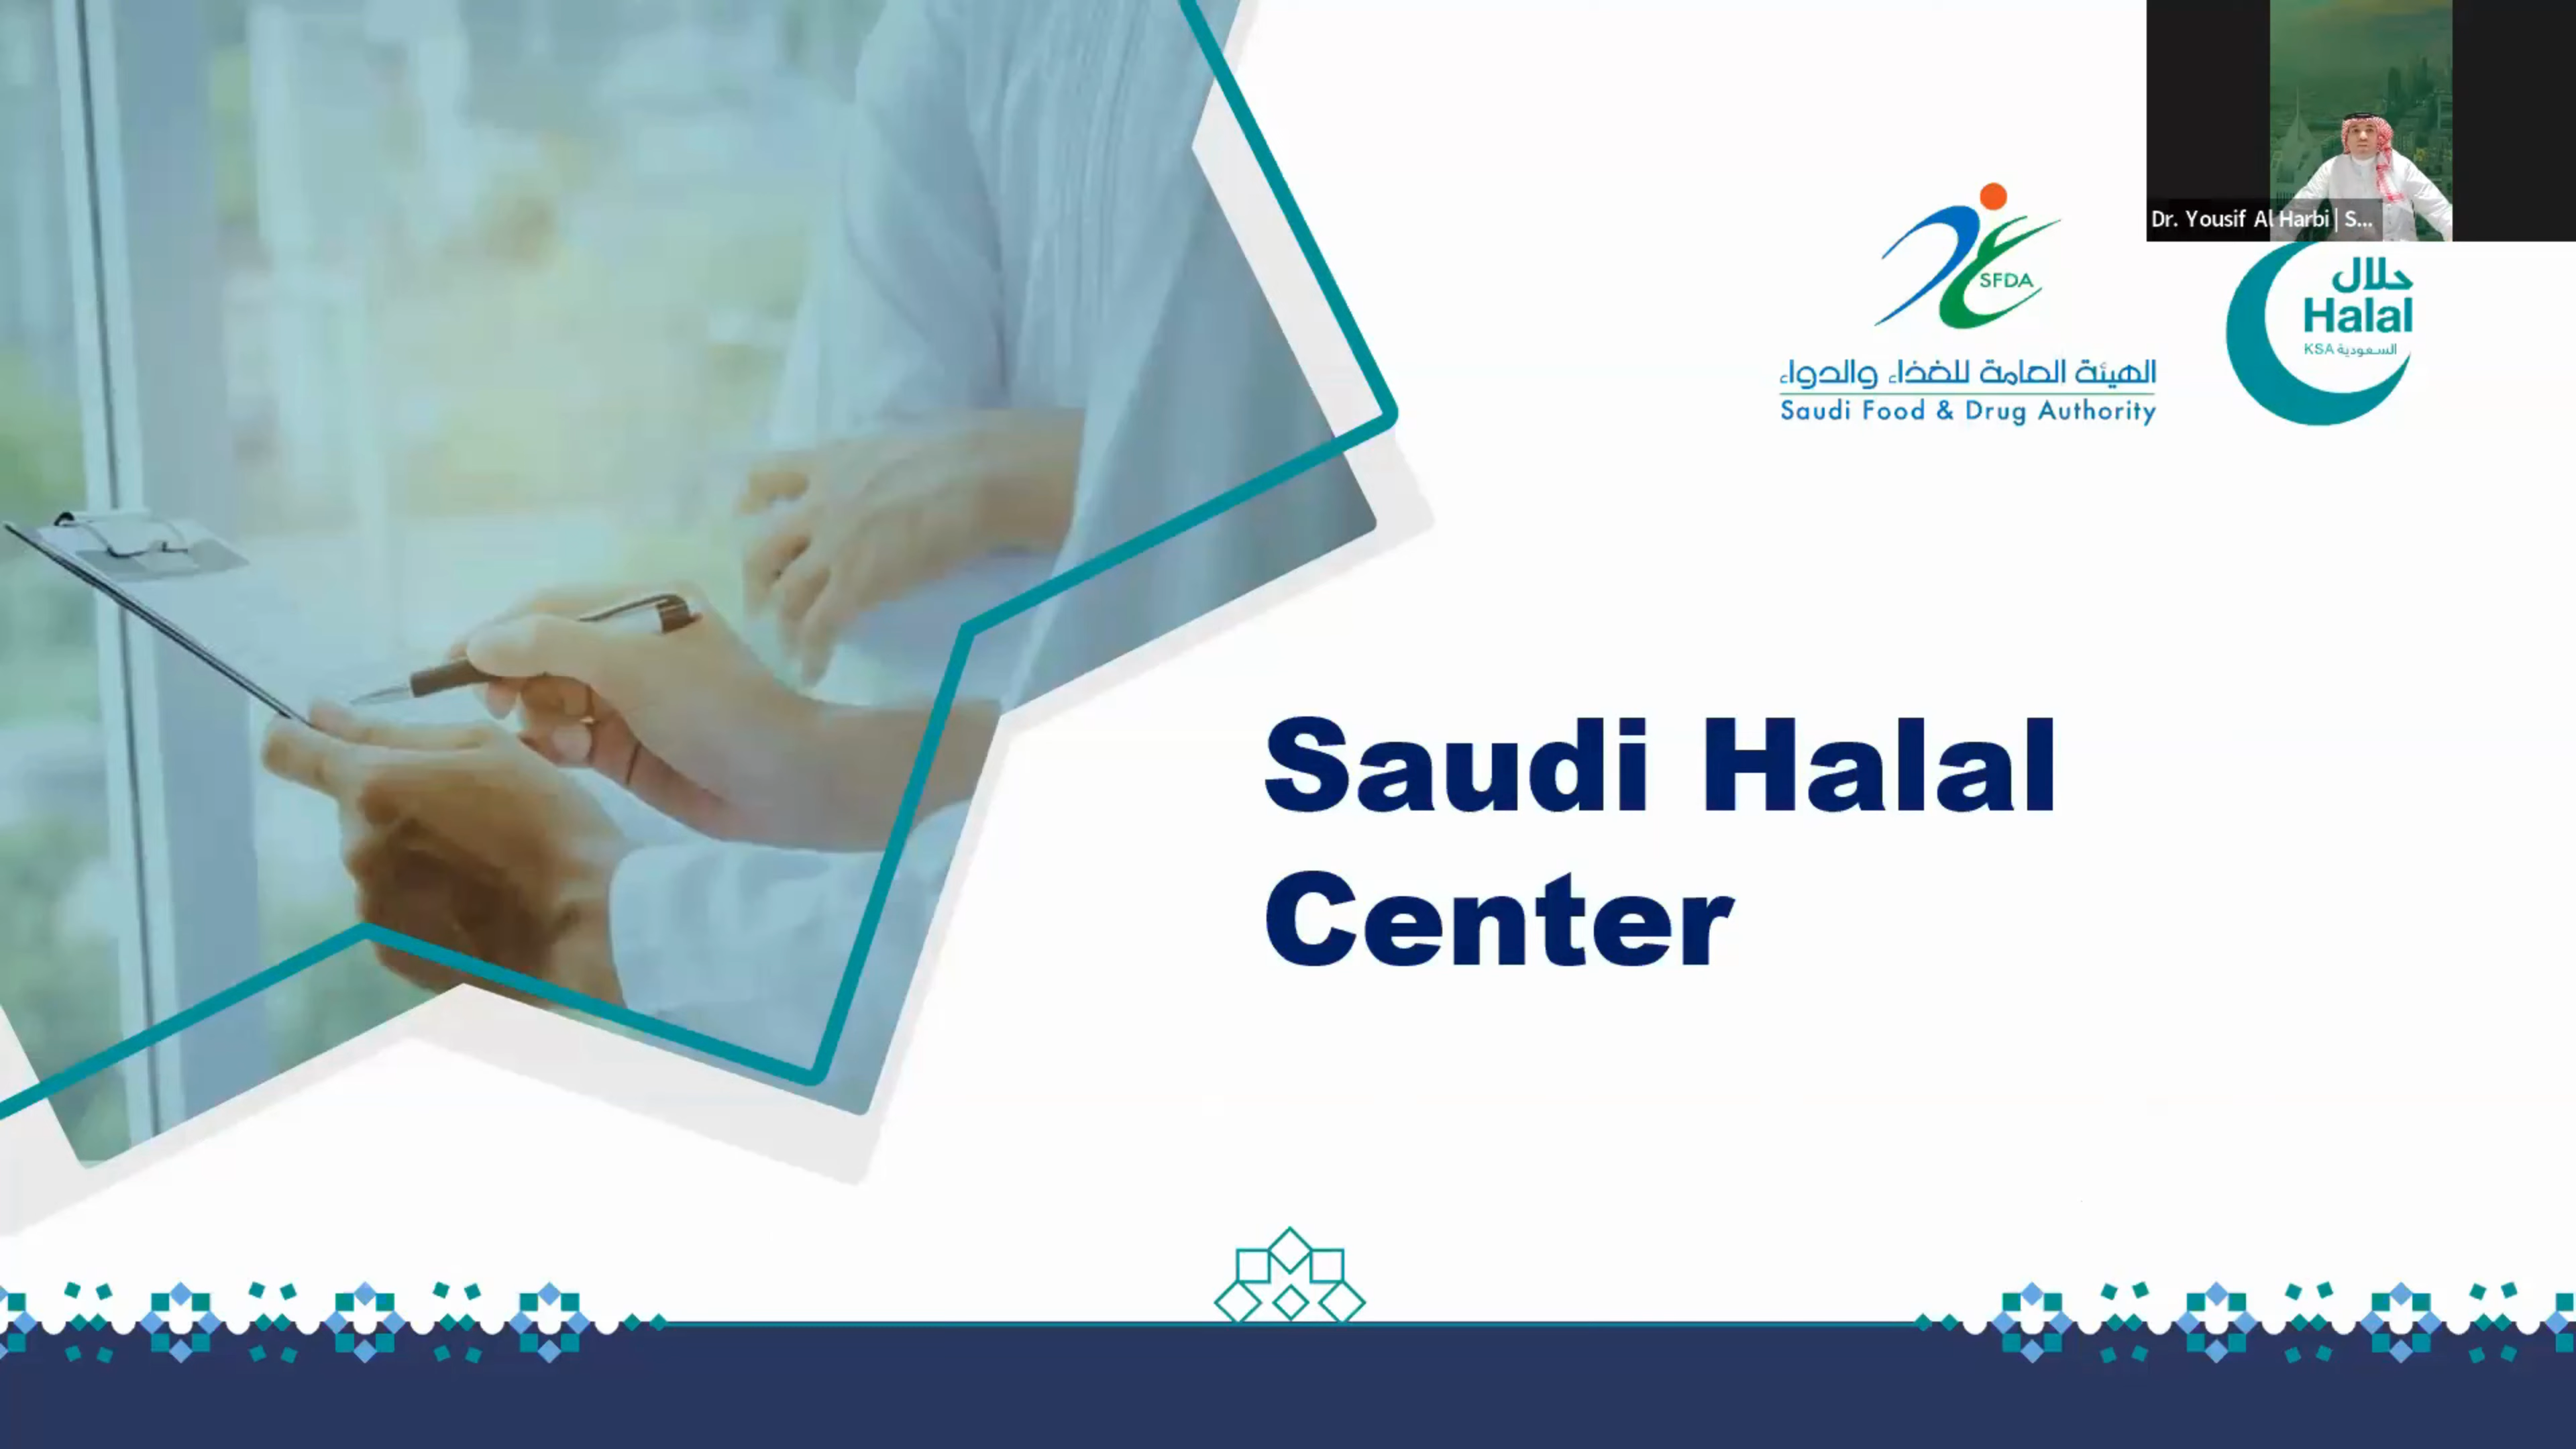 Dr. Yousif Al Harbi | S...
SFDA
الهيئة العامة للغذاء والدواء
Saudi Food & Drug Authority
حلال
Halal
KSA السعودية
Saudi Halal
Center